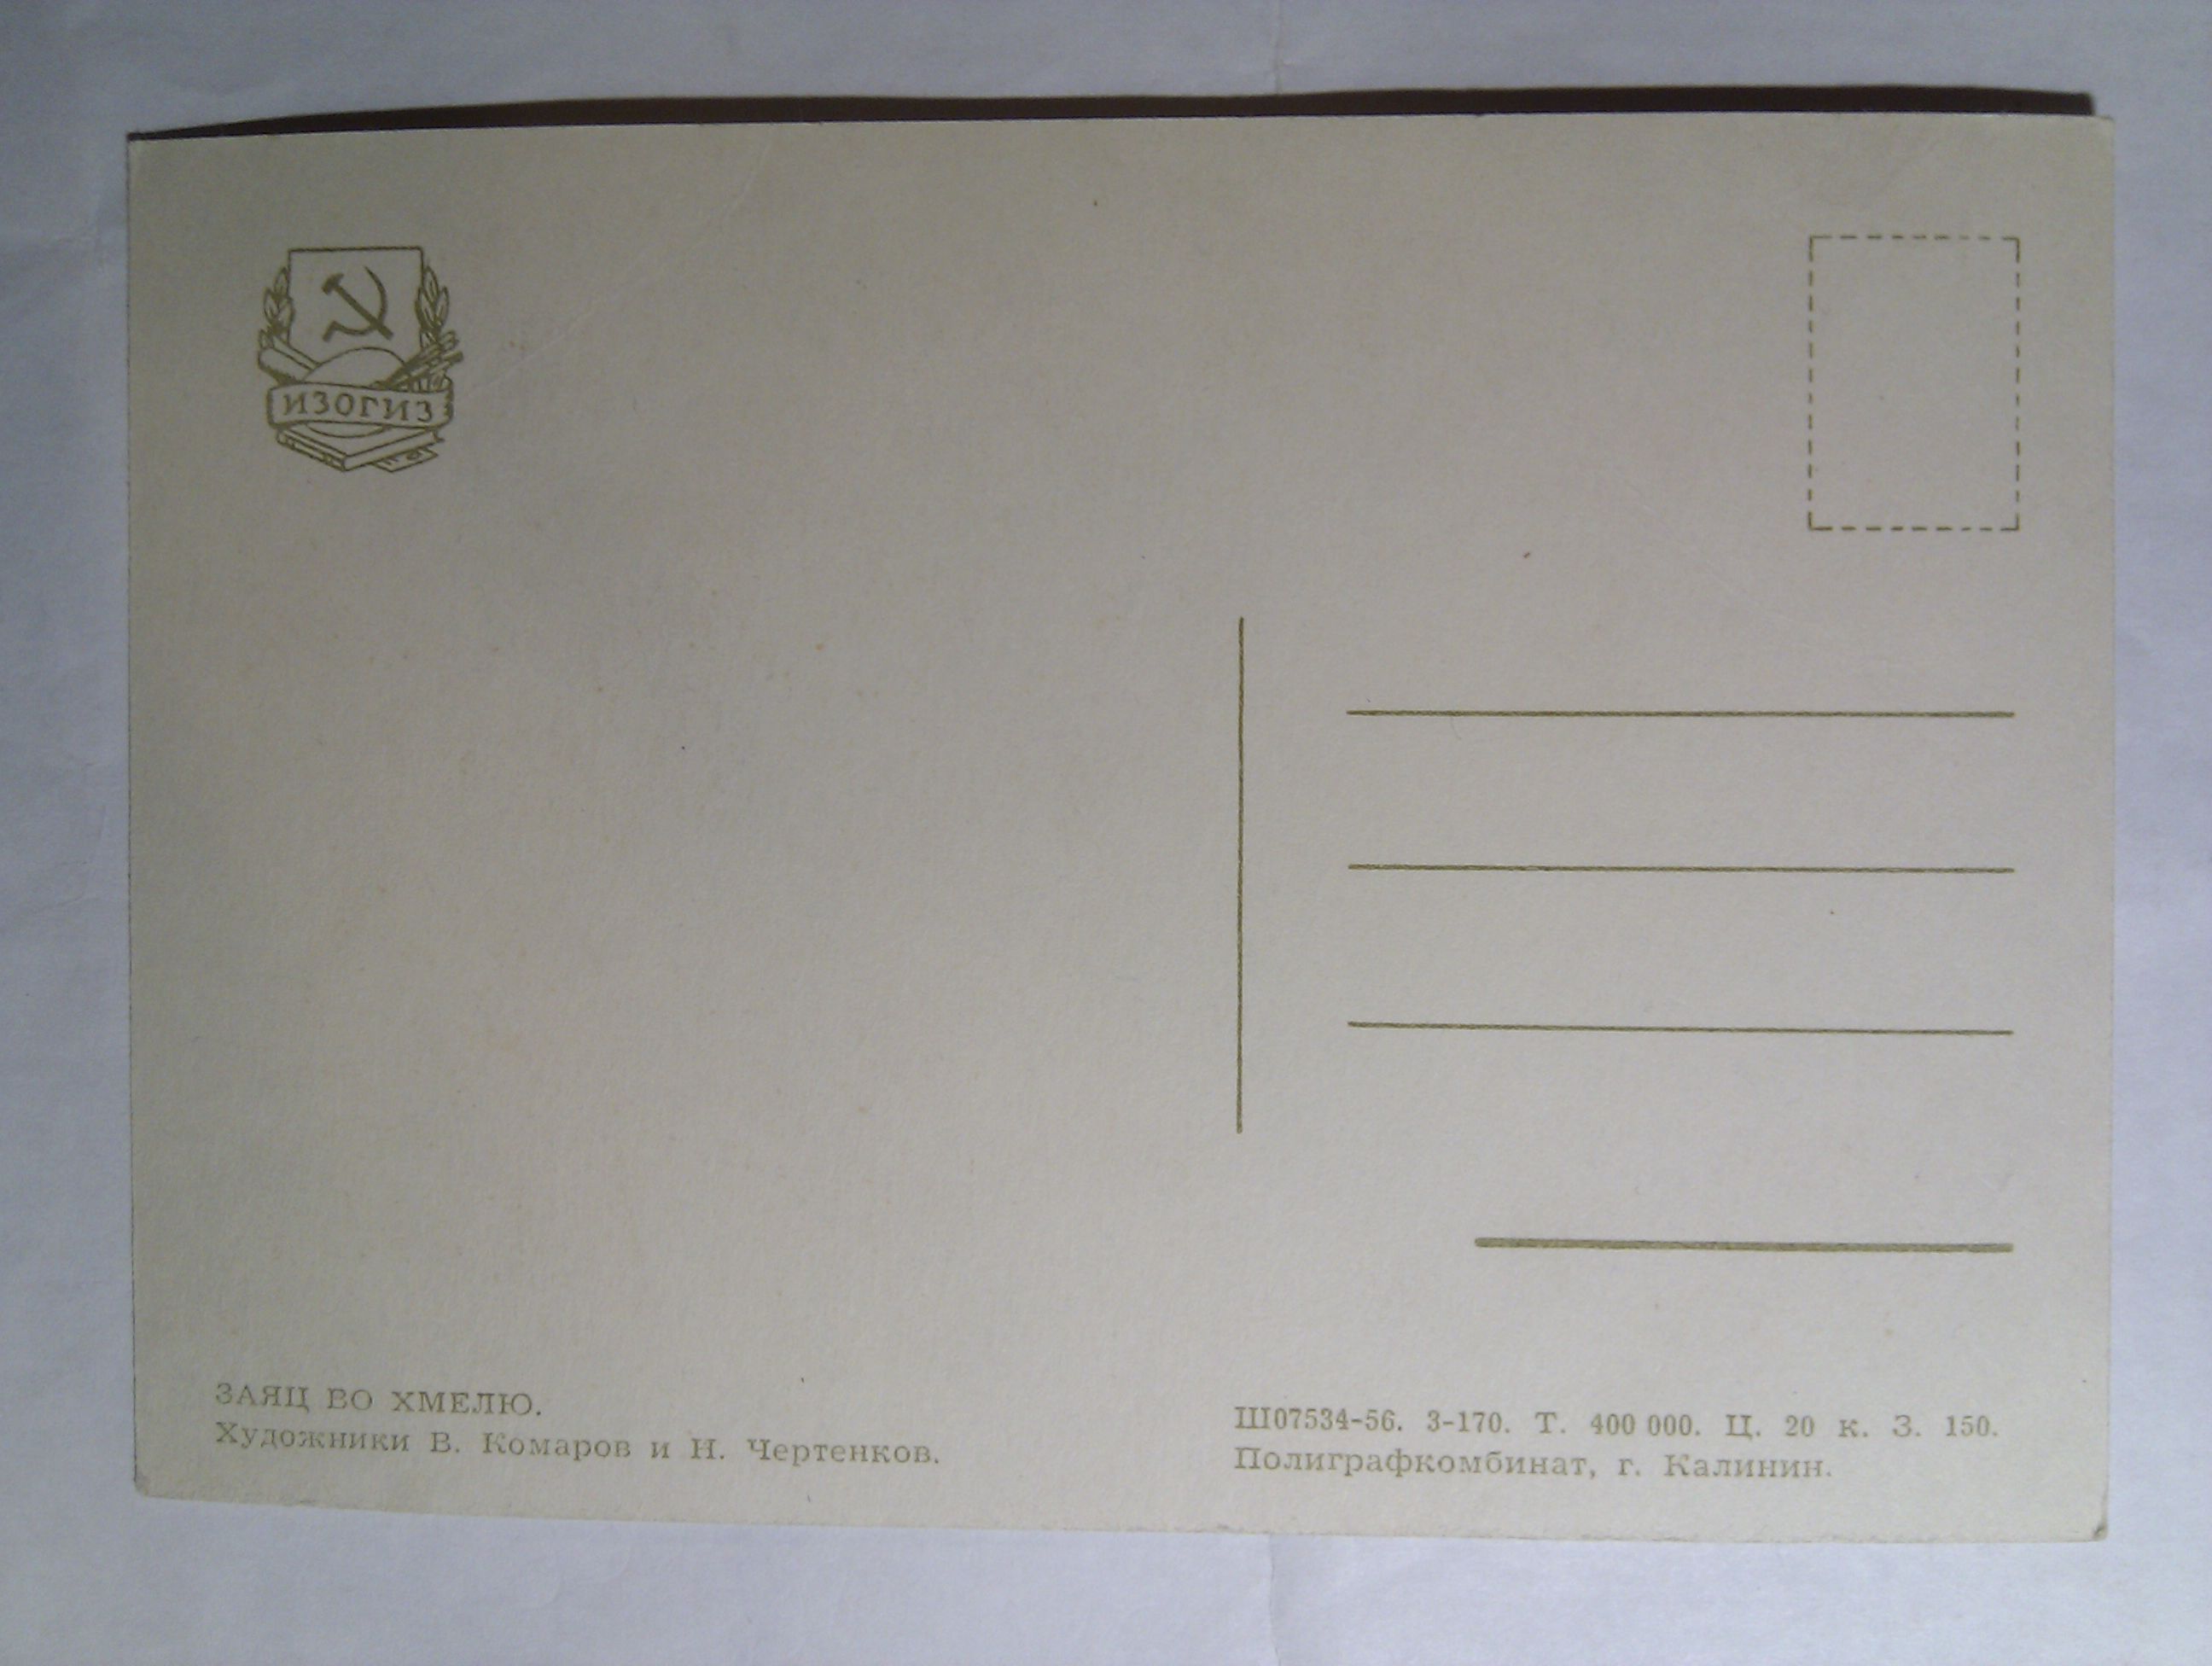 ИЗОГИЗ
ЗАЯЦ ВО ХМЕЛЮ.
Художники В. Комаров и Н. Чертенков.
Ш07534-56. 3-170. Т. 400 000. Ц. 20 к. З. 150.
Полиграфкомбинат, г. Калинин.